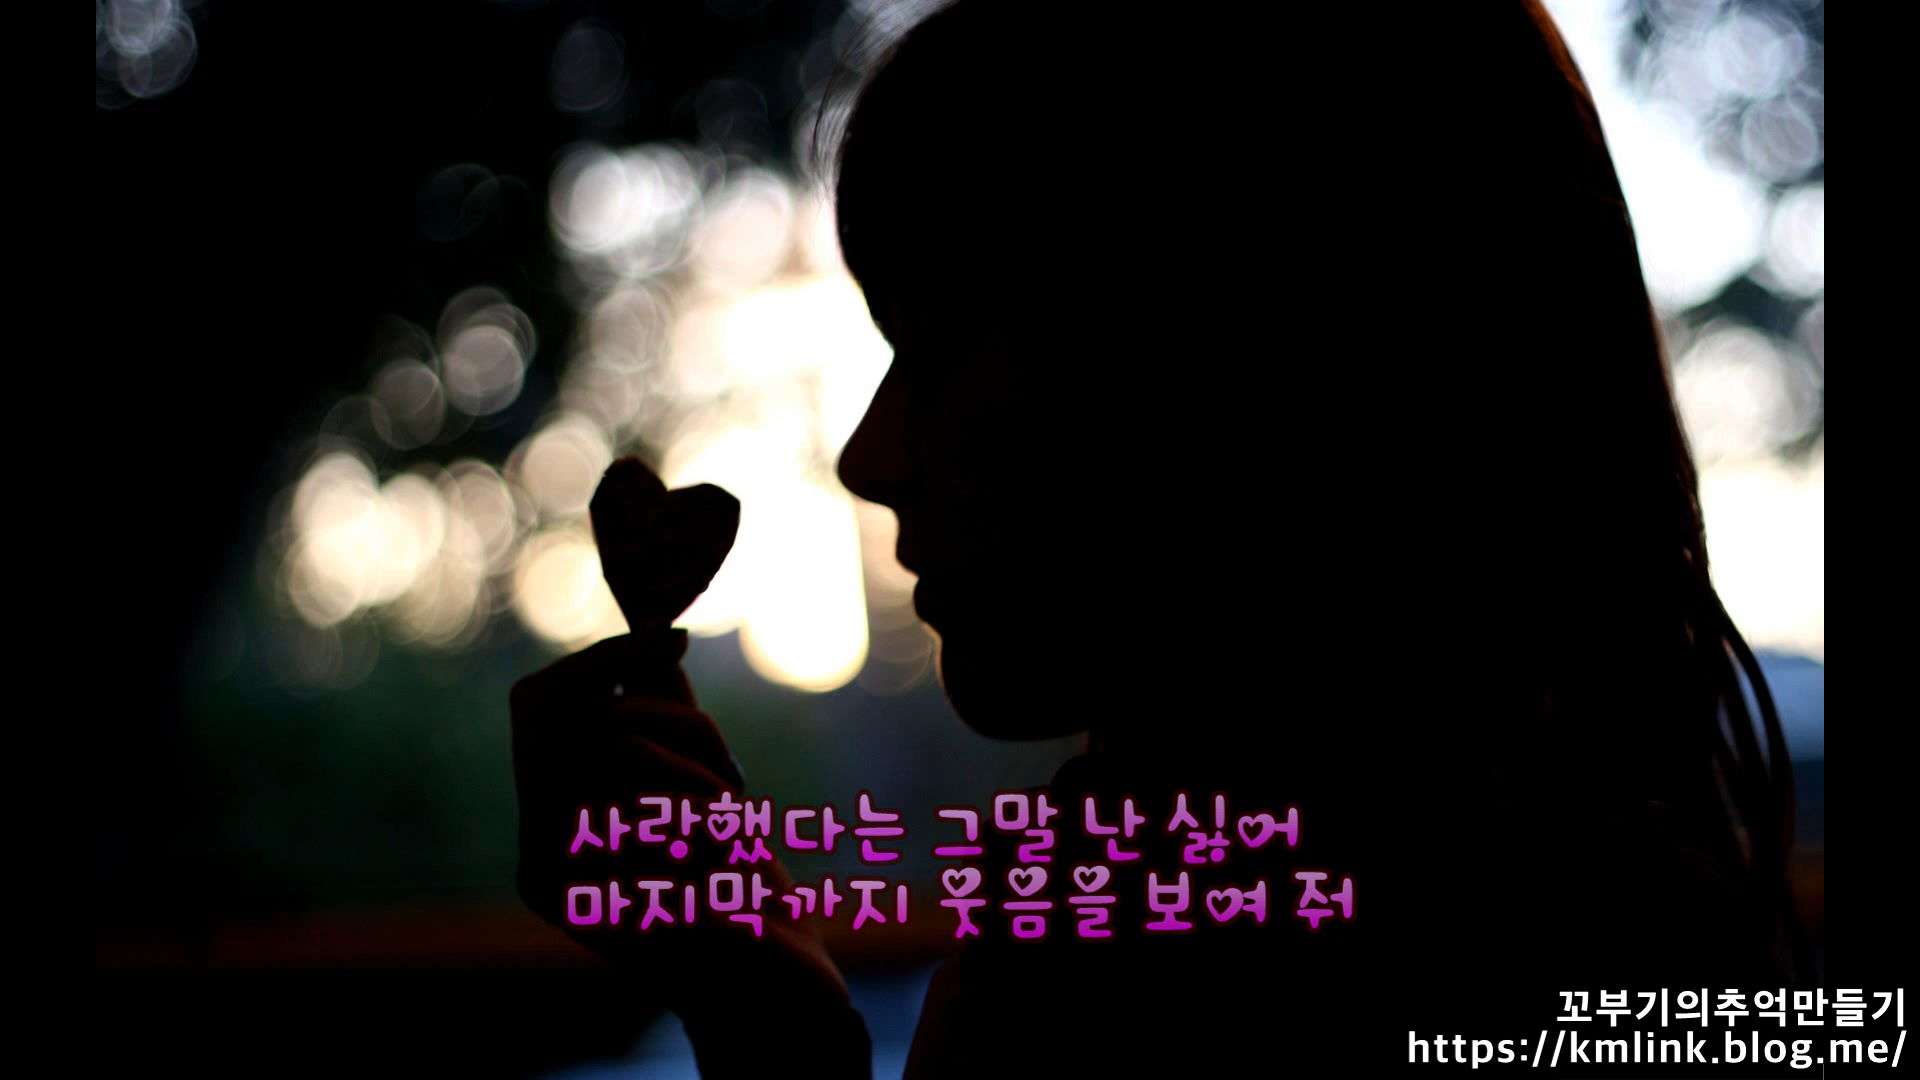 사랑했다는 그말 난 싫어
마지막까지 웃음을 보여 줘
꼬부기의추억만들기
https://kmlink.blog.me/